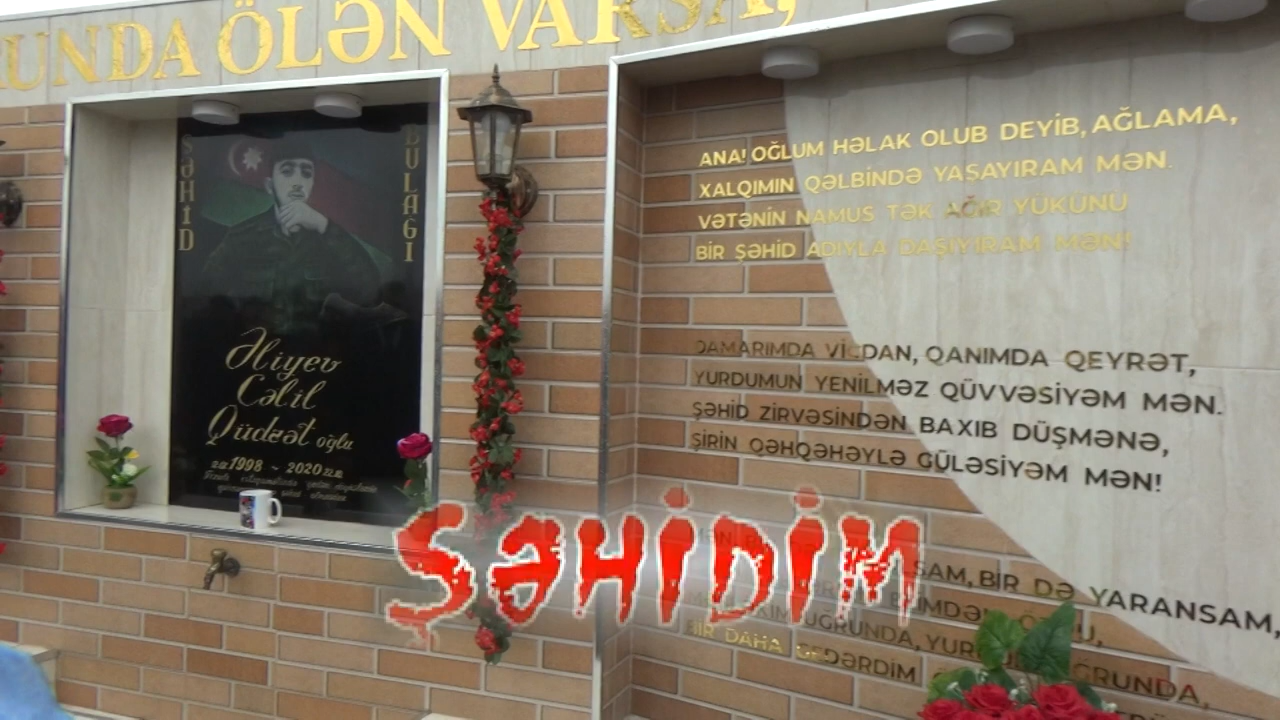 UNDA ÖLƏN VARSA,
ŞƏHİD
BULAĞI
Əliyev
Cəlil
Qüdrət oğlu
1998 ~ 2020
ANA! OĞLUM HƏLAK OLUB DEYİB, AĞLAMA,
XALQIMIN QƏLBİNDƏ YAŞAYIRAM MƏN.
VƏTƏNİN NAMUS TƏK AĞIR YÜKÜNÜ
BİR ŞƏHİD ADIYLA DAŞIYIRAM MƏN!
DAMARIMDA VİCDAN, QANIMDA QEYRƏT,
YURDUMUN YENİLMƏZ QÜVVƏSİYƏM MƏN.
ŞƏHİD ZİRVƏSİNDƏN BAXIB DÜŞMƏNƏ,
ŞİRİN QƏHQƏHƏYLƏ GÜLƏSİYƏM MƏN!
SAM, BİR DƏ YARANSAM,
UĞRUNDA,
BİR DAHA GEDƏRDİM
ŞƏHİDİM